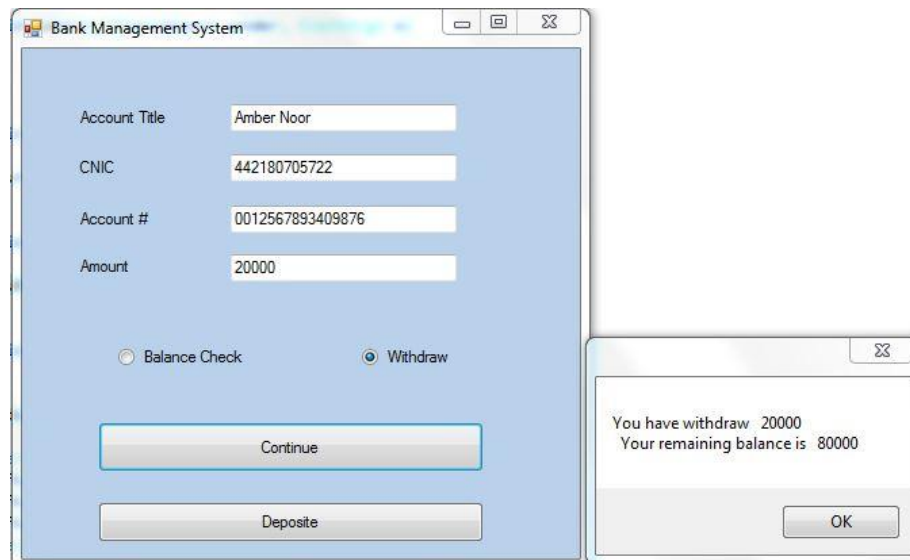 Bank Management System
Account Title Amber Noor
CNIC 442180705722
Account # 0012567893409876
Amount 20000
Balance Check Withdraw
Continue
Deposite
You have withdraw 20000
Your remaining balance is 80000
OK